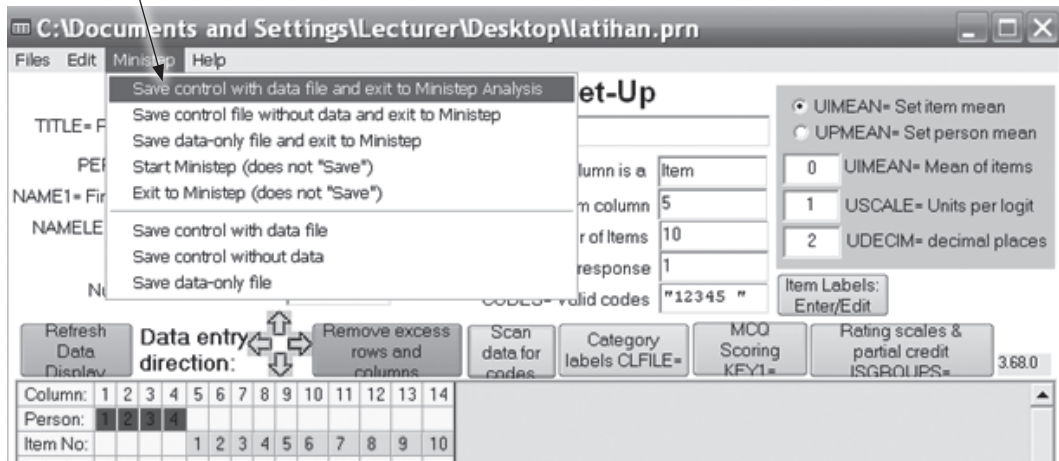 C:\Documents and Settings\Lecturer\Desktop\latihan.prn
Files Edit Ministep Help
Save control with data file and exit to Ministep Analysis
Save control file without data and exit to Ministep
Save data-only file and exit to Ministep
Start Ministep (does not "Save")
Exit to Ministep (does not "Save")
Save control with data file
Save control without data
Save data-only file
et-Up
TITLE=
NAME1=
NAMELE
lumn is a Item
m column 5
r of Items 10
response 1
CODES= Valid codes "12345 "
UIMEAN= Set item mean
UPMEAN= Set person mean
0 UIMEAN= Mean of items
1 USCALE= Units per logit
2 UDECIM= decimal places
Item Labels:
Enter/Edit
Refresh
Data
Display
Data entry
direction:
Remove excess
rows and
columns
Scan
data for
codes
Category
labels CLFILE=
MCQ
Scoring
KEY1=
Rating scales &
partial credit
ISGROUPS=
3.68.0
Column: 1 2 3 4 5 6 7 8 9 10 11 12 13 14
Person: 1 2 3 4
Item No: 1 2 3 4 5 6 7 8 9 10